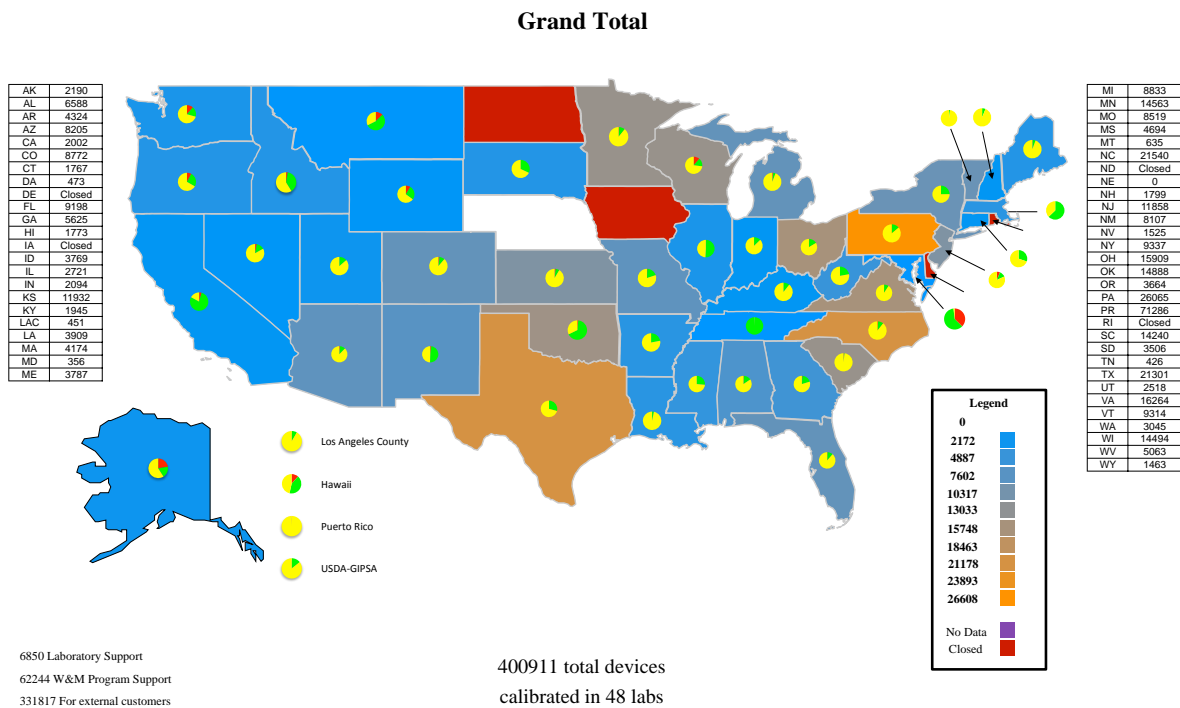 Grand Total
AK 2190
AL 6588
AR 4324
AZ 8205
CA 2002
CO 8772
CT 1767
DA 473
DE Closed
FL 9198
GA 5625
HI 1773
IA Closed
ID 3769
IL 2721
IN 2094
KS 11932
KY 1945
LAC 451
LA 3909
MA 4174
MD 356
ME 3787
MI 8833
MN 14563
MO 8519
MS 4694
MT 635
NC 21540
ND Closed
NE 0
NH 1799
NJ 11858
NM 8107
NV 1525
NY 9337
OH 15909
OK 14888
OR 3664
PA 26065
PR 71286
RI Closed
SC 14240
SD 3506
TN 426
TX 21301
UT 2518
VA 16264
VT 9314
WA 3045
WI 14494
WV 5063
WY 1463
Los Angeles County
Hawaii
Puerto Rico
USDA-GIPSA
Legend
0
2172
4887
7602
10317
13033
15748
18463
21178
23893
26608
No Data
Closed
6850 Laboratory Support
62244 W&M Program Support
331817 For external customers
400911 total devices
calibrated in 48 labs